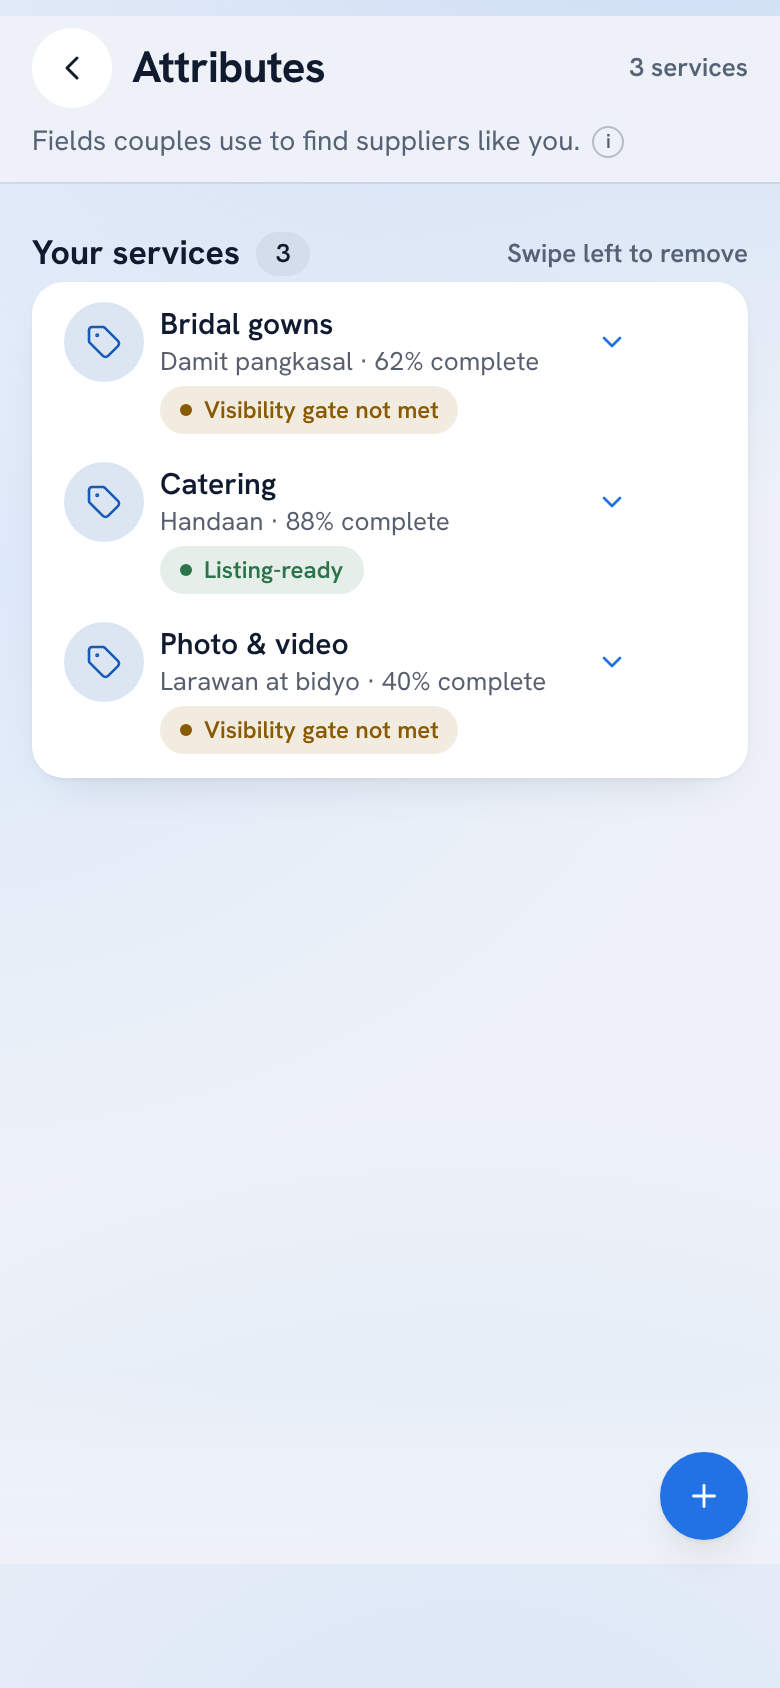 Attributes
3 services
Fields couples use to find suppliers like you. i
Your services 3
Swipe left to remove
Bridal gowns
Damit pangkasal · 62% complete
Visibility gate not met
Catering
Handaan · 88% complete
Listing-ready
Photo & video
Larawan at bidyo · 40% complete
Visibility gate not met